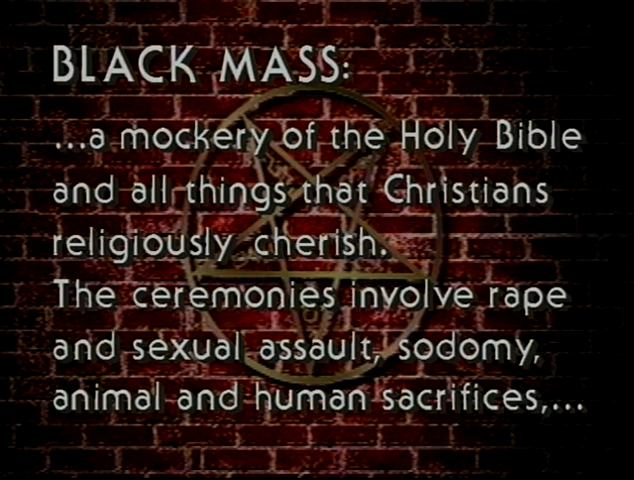 BLACK MASS:
...a mockery of the Holy Bible
and all things that Christians
religiously cherish.
The ceremonies involve rape
and sexual assault, sodomy,
animal and human sacrifices,...